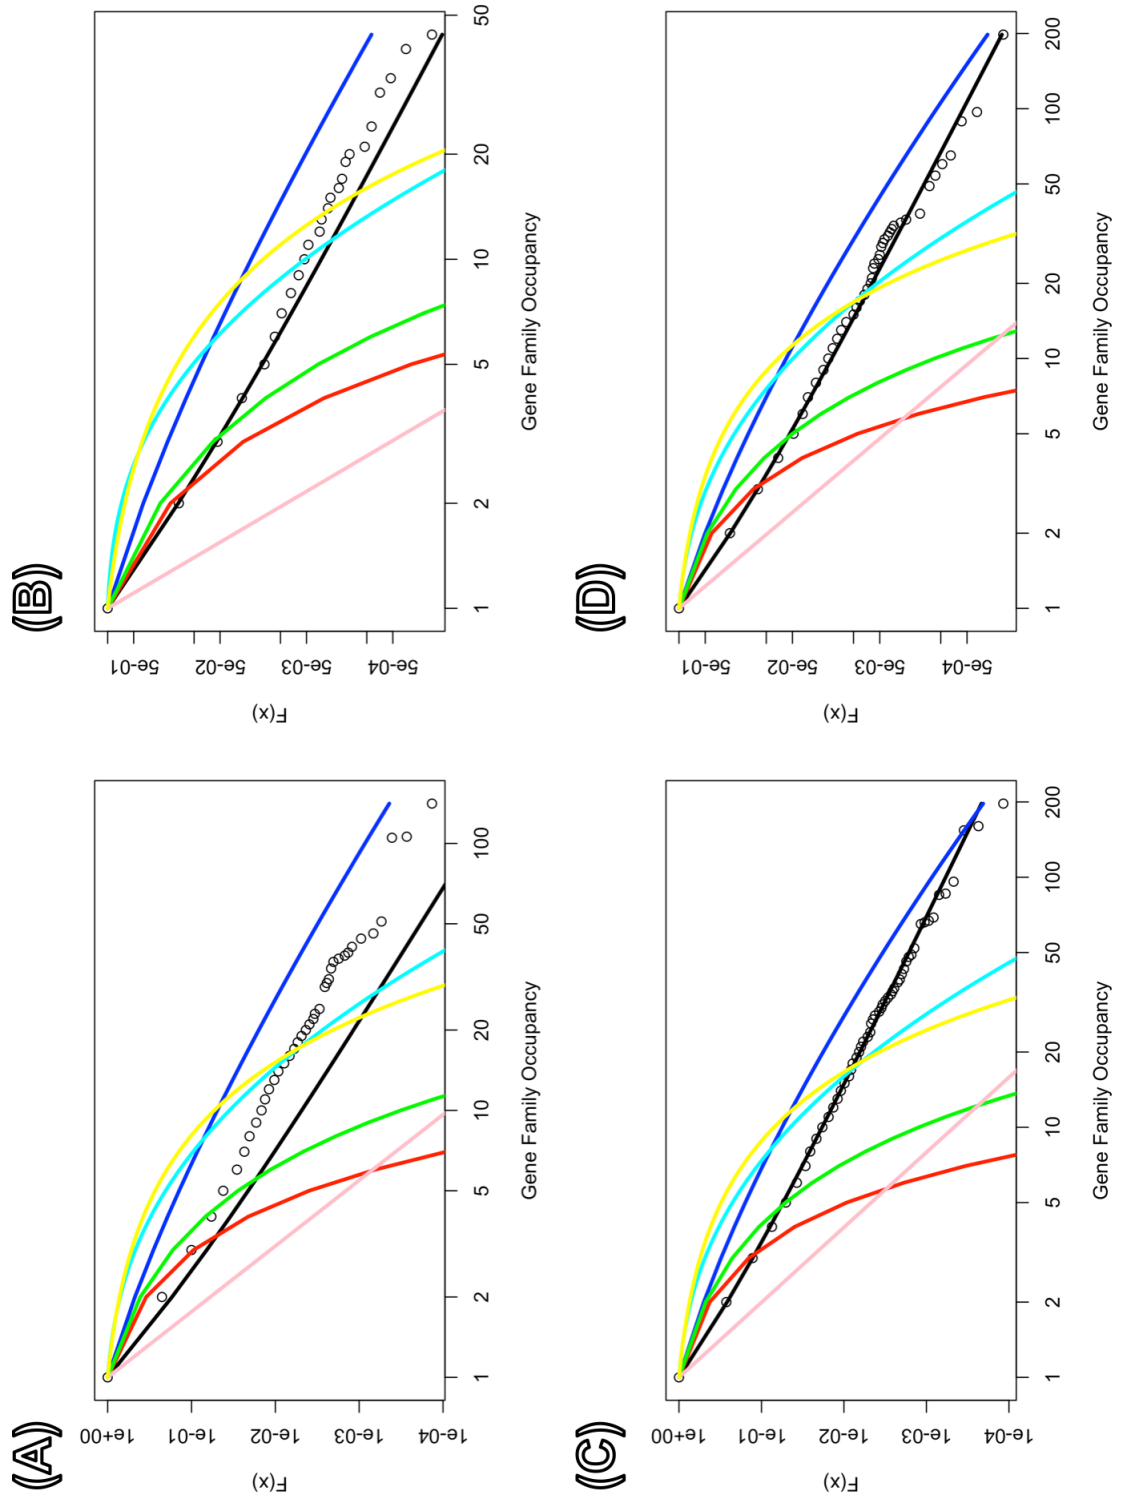 (A)
F(x)
1e+00
1e-01
1e-02
1e-03
1e-04
1 2 5 10 20 50 100
Gene Family Occupancy
(B)
F(x)
5e-01
5e-02
5e-03
5e-04
1 2 5 10 20 50
Gene Family Occupancy
(C)
F(x)
1e+00
1e-01
1e-02
1e-03
1e-04
1 2 5 10 20 50 100 200
Gene Family Occupancy
(D)
F(x)
5e-01
5e-02
5e-03
5e-04
1 2 5 10 20 50 100 200
Gene Family Occupancy